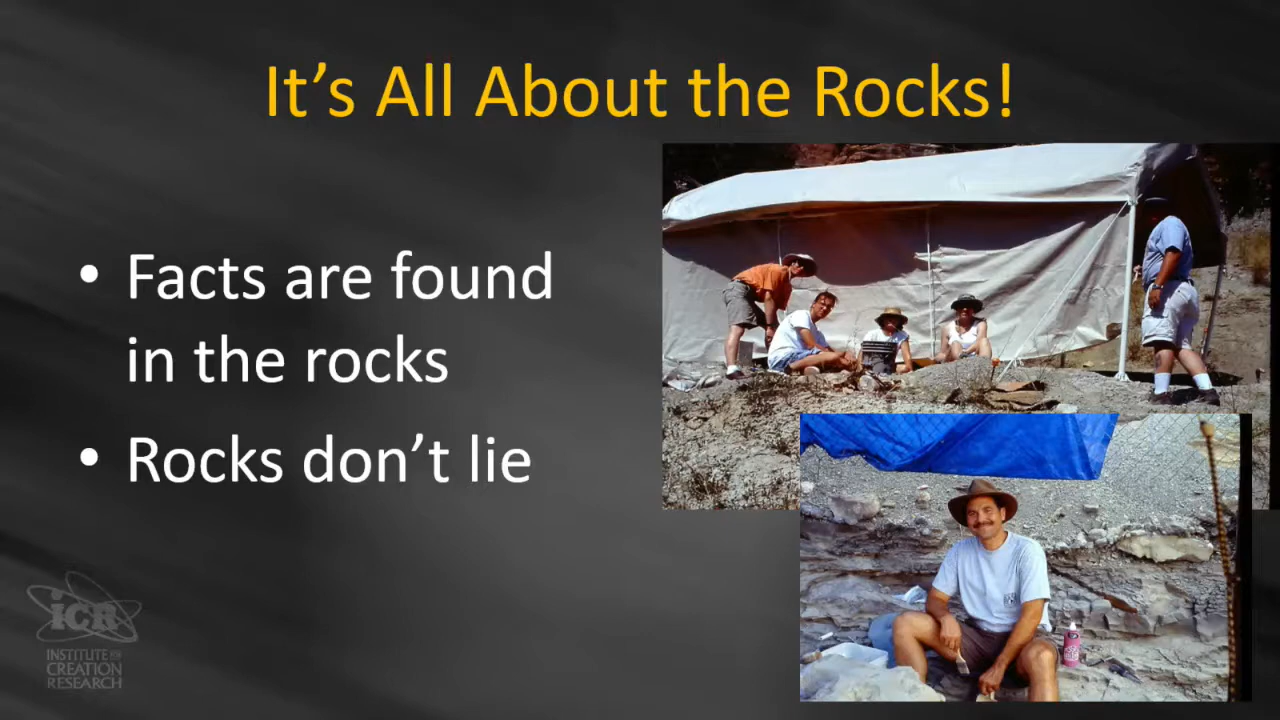 It's All About the Rocks!
• Facts are found
in the rocks
• Rocks don't lie
iCR
INSTITUTE for
CREATION
RESEARCH